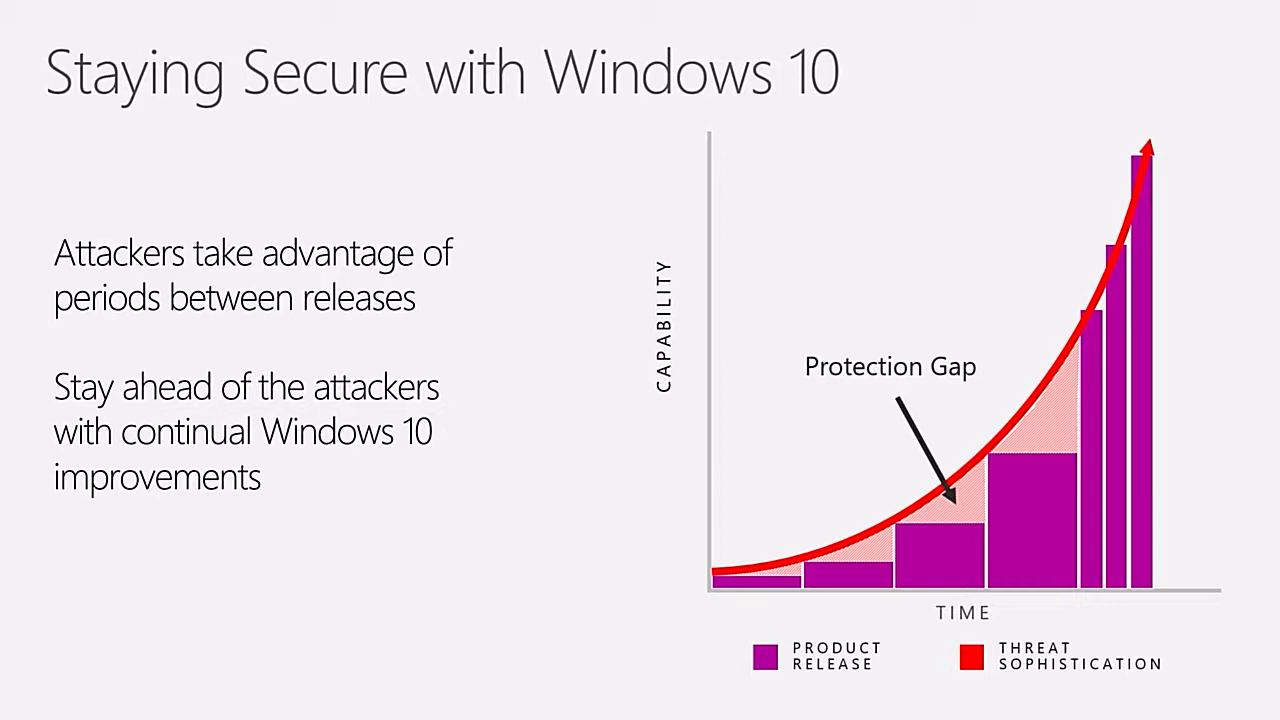 Staying Secure with Windows 10
Attackers take advantage of
periods between releases
Stay ahead of the attackers
with continual Windows 10
improvements
CAPABILITY
Protection Gap
TIME
PRODUCT
RELEASE
THREAT
SOPHISTICATION